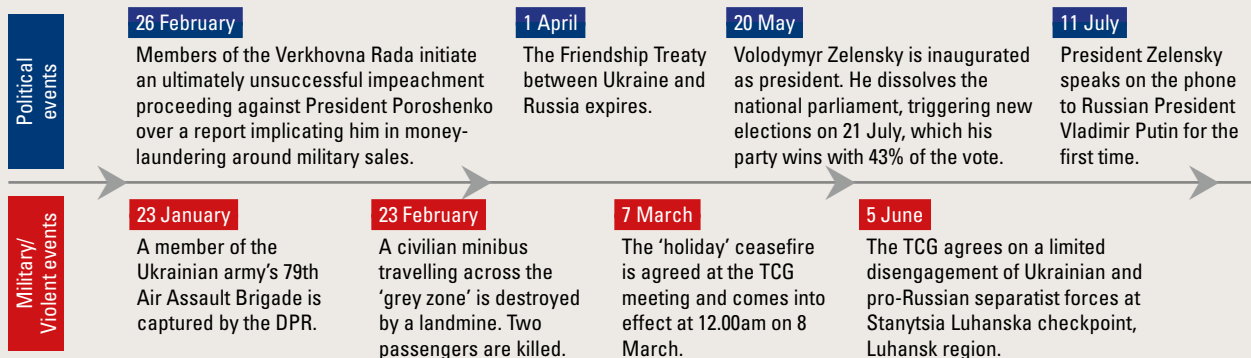 Political
events
26 February
Members of the Verkhovna Rada initiate
an ultimately unsuccessful impeachment
proceeding against President Poroshenko
over a report implicating him in money-
laundering around military sales.
1 April
The Friendship Treaty
between Ukraine and
Russia expires.
20 May
Volodymyr Zelensky is inaugurated
as president. He dissolves the
national parliament, triggering new
elections on 21 July, which his
party wins with 43% of the vote.
11 July
President Zelensky
speaks on the phone
to Russian President
Vladimir Putin for the
first time.
Military/
Violent events
23 January
A member of the
Ukrainian army’s 79th
Air Assault Brigade is
captured by the DPR.
23 February
A civilian minibus
travelling across the
‘grey zone’ is destroyed
by a landmine. Two
passengers are killed.
7 March
The ‘holiday’ ceasefire
is agreed at the TCG
meeting and comes into
effect at 12.00am on 8
March.
5 June
The TCG agrees on a limited
disengagement of Ukrainian and
pro-Russian separatist forces at
Stanytsia Luhanska checkpoint,
Luhansk region.